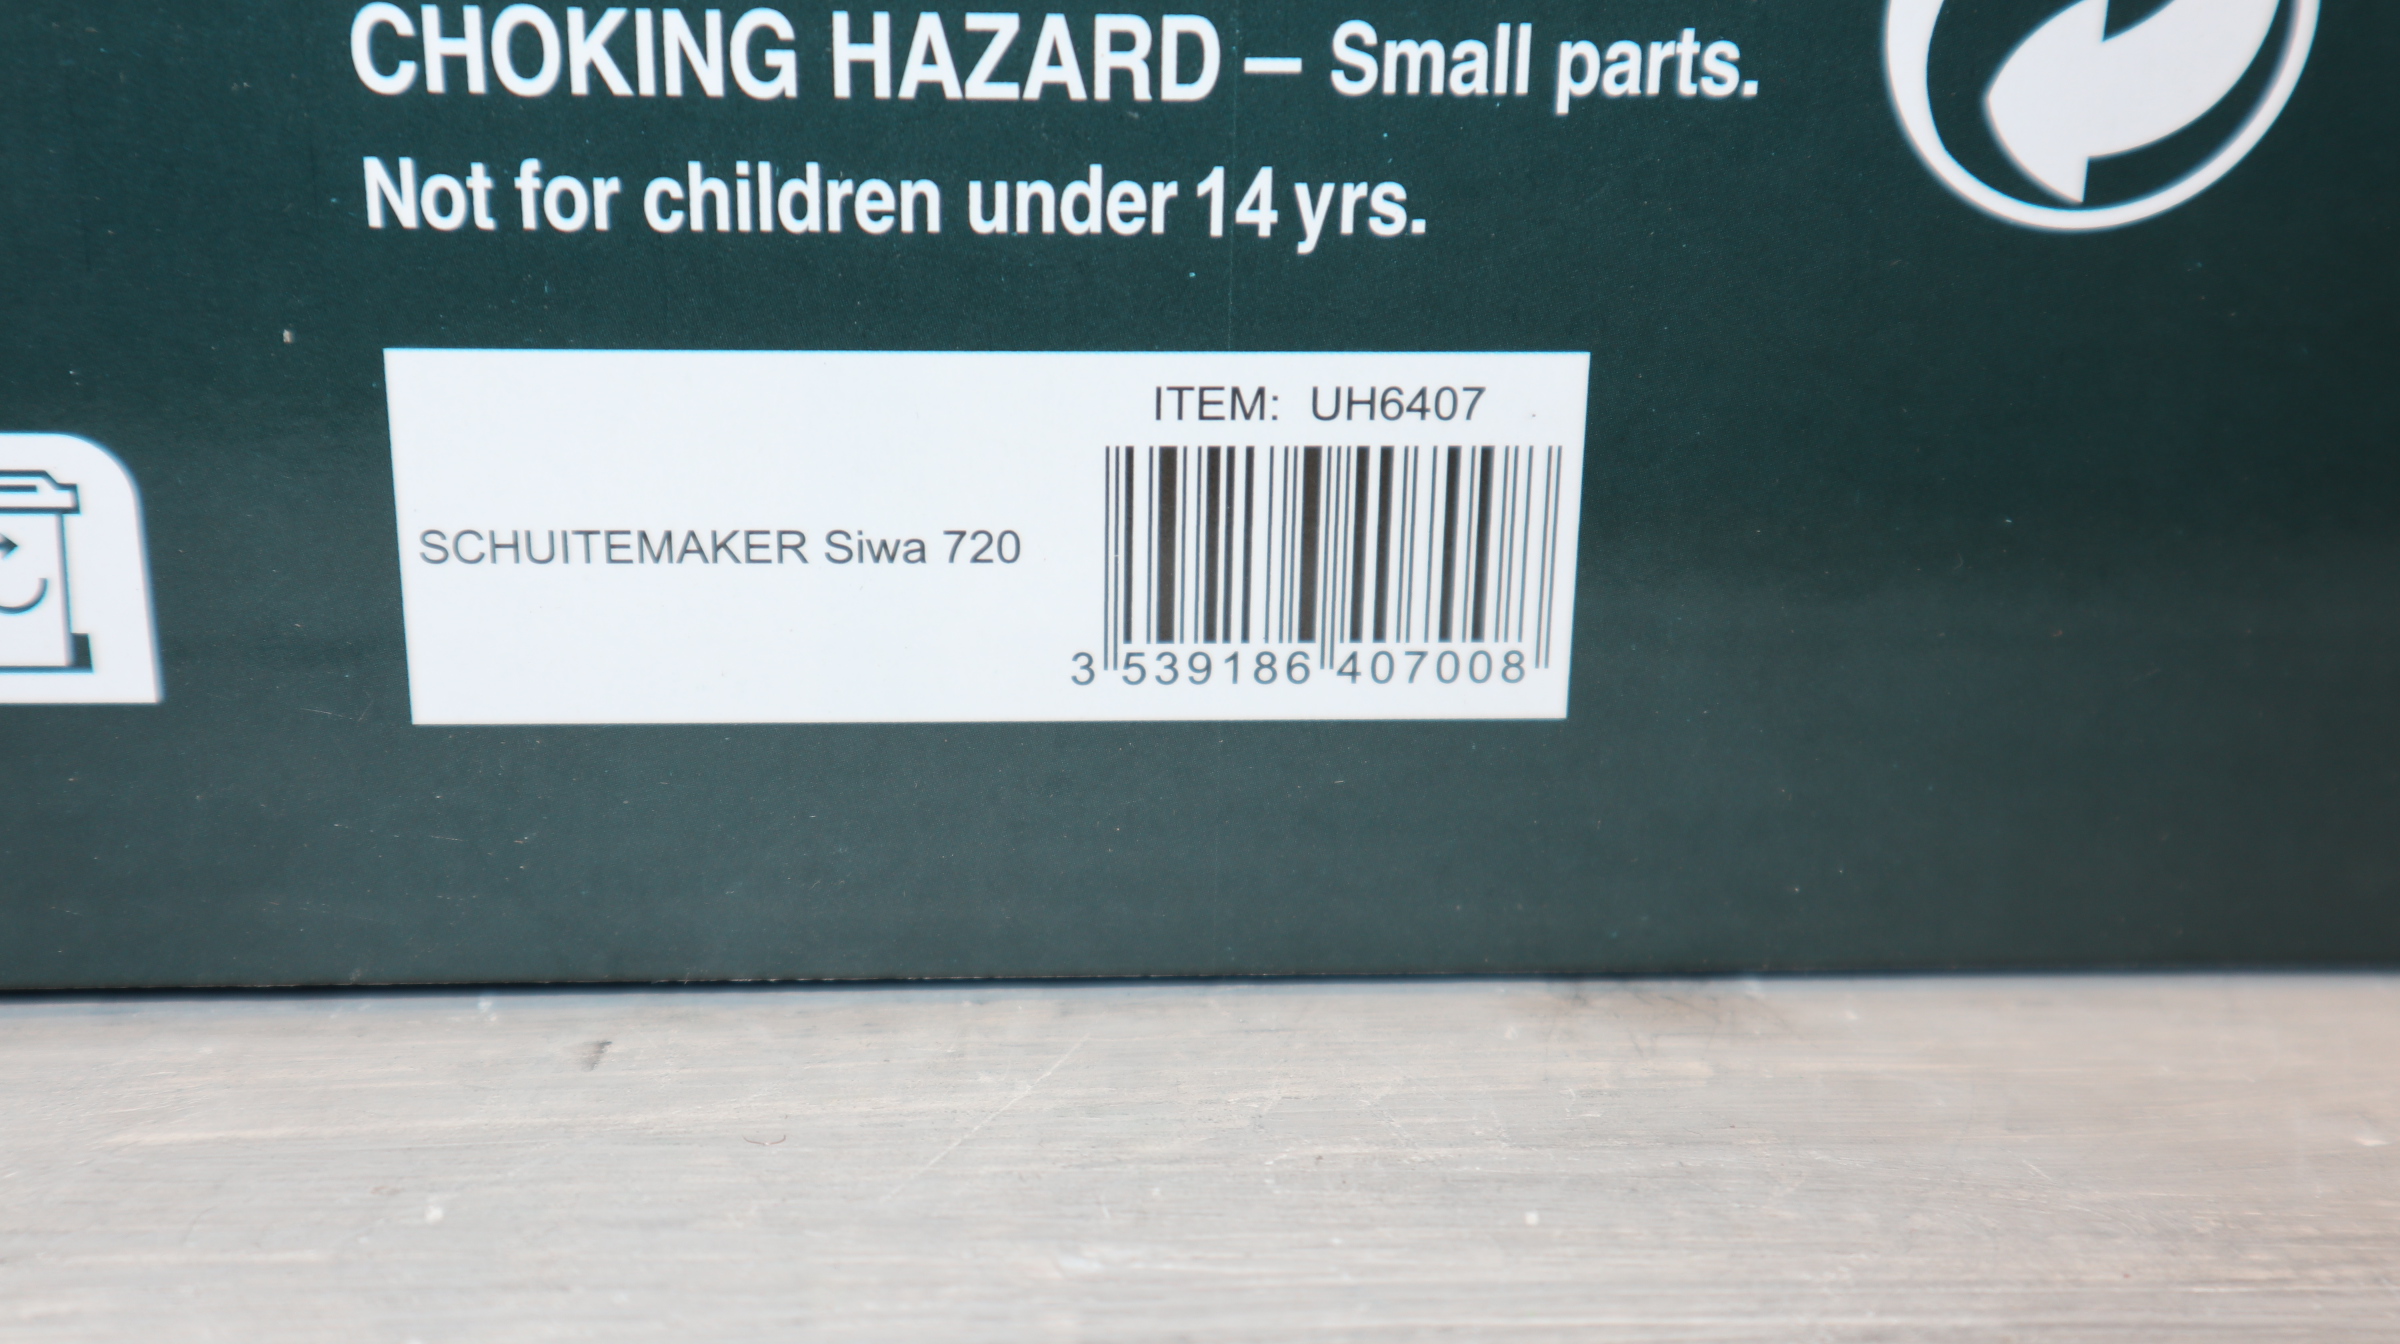 CHOKING HAZARD – Small parts.
Not for children under 14 yrs.
ITEM: UH6407
SCHUITEMAKER Siwa 720
3 539186 407008